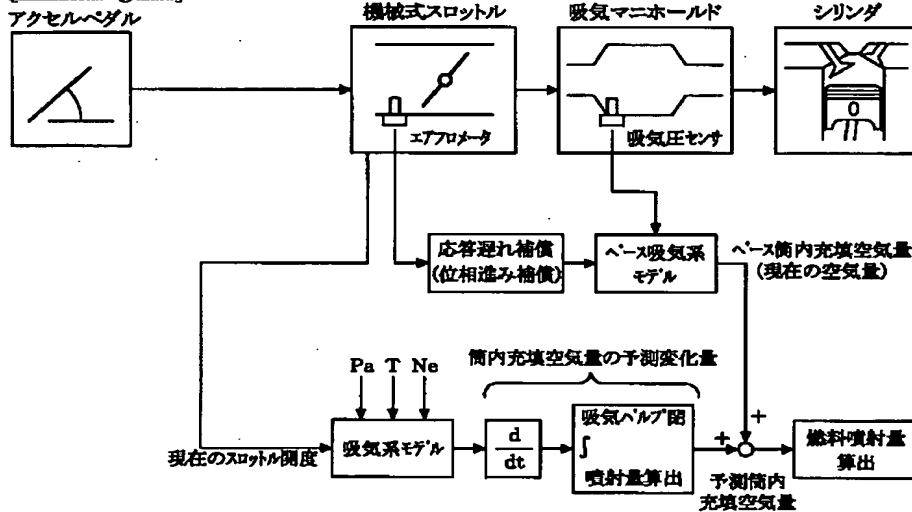 アクセルペダル
機械式スロットル
吸気マニホールド
シリンダ
エアフロメータ
吸気圧センサ
応答遅れ補償
(位相進み補償)
ベース吸気系
モデル
ベース筒内充填空気量
(現在の空気量)
筒内充填空気量の予測変化量
Pa T Ne
現在のスロットル開度
吸気系モデル
d
dt
吸気バルブ閉
∫
噴射量算出
+
+
予測筒内
充填空気量
燃料噴射量
算出